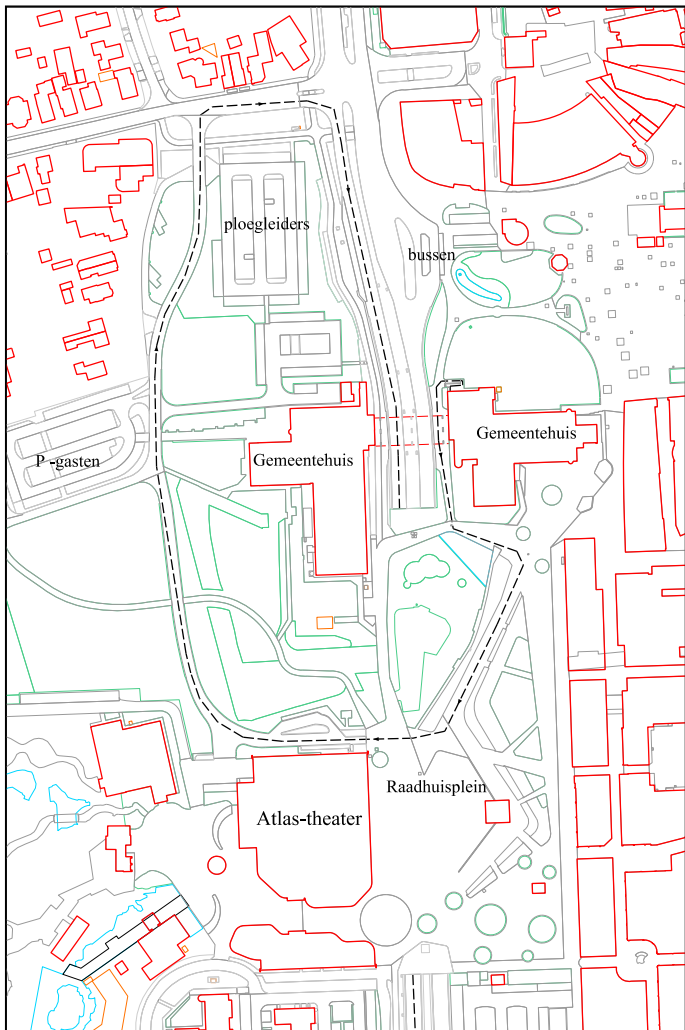 ploegleiders
bussen
Gemeentehuis
P -gasten
Gemeentehuis
Raadhuisplein
Atlas-theater